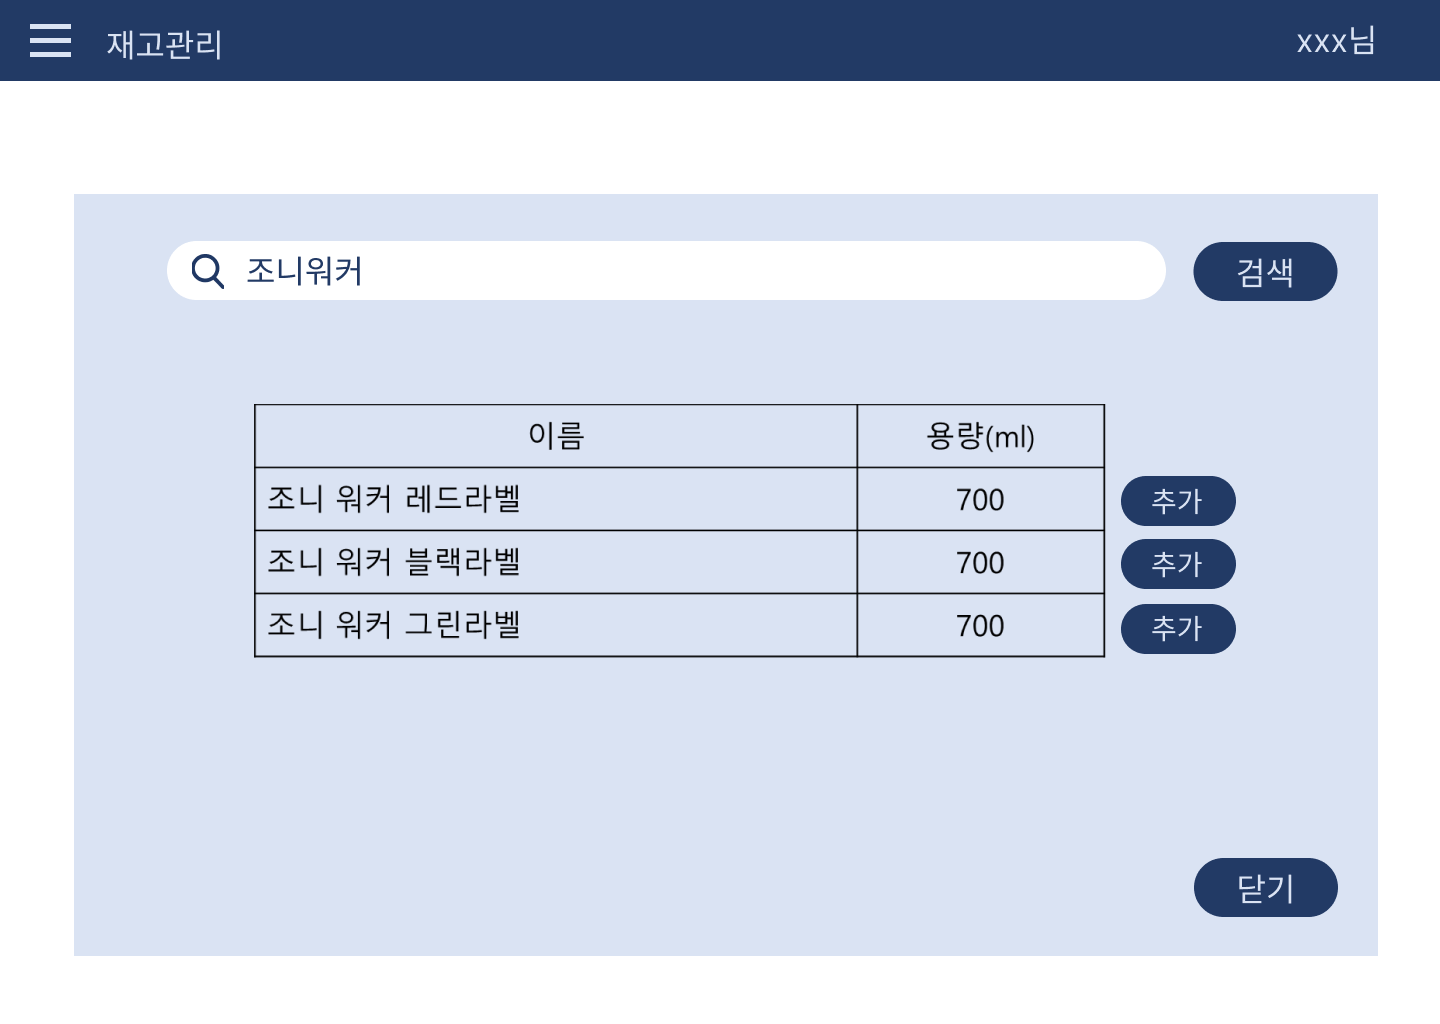 재고관리
xxx님
조니워커
검색
이름 용량(ml)
조니 워커 레드라벨 700 추가
조니 워커 블랙라벨 700 추가
조니 워커 그린라벨 700 추가
닫기